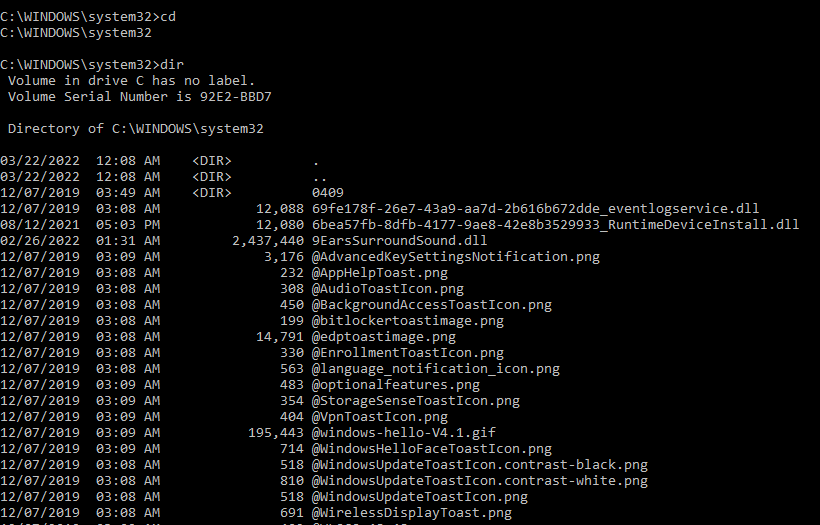 C:\WINDOWS\system32>cd
C:\WINDOWS\system32
C:\WINDOWS\system32>dir
Volume in drive C has no label.
Volume Serial Number is 92E2-BBD7
Directory of C:\WINDOWS\system32
03/22/2022 12:08 AM <DIR> .
03/22/2022 12:08 AM <DIR> ..
12/07/2019 03:49 AM <DIR> 0409
12/07/2019 03:08 AM 12,088 69fe178f-26e7-43a9-aa7d-2b616b672dde_eventlogservice.dll
08/12/2021 05:03 PM 12,080 6bea57fb-8dfb-4177-9ae8-42e8b3529933_RuntimeDeviceInstall.dll
02/26/2022 01:31 AM 2,437,440 9EarsSurroundSound.dll
12/07/2019 03:09 AM 3,176 @AdvancedKeySettingsNotification.png
12/07/2019 03:08 AM 232 @AppHelpToast.png
12/07/2019 03:08 AM 308 @AudioToastIcon.png
12/07/2019 03:08 AM 450 @BackgroundAccessToastIcon.png
12/07/2019 03:08 AM 199 @bitlockertoastimage.png
12/07/2019 03:08 AM 14,791 @edptoastimage.png
12/07/2019 03:08 AM 330 @EnrollmentToastIcon.png
12/07/2019 03:08 AM 563 @language_notification_icon.png
12/07/2019 03:09 AM 483 @optionalfeatures.png
12/07/2019 03:09 AM 354 @StorageSenseToastIcon.png
12/07/2019 03:09 AM 404 @VpnToastIcon.png
12/07/2019 03:09 AM 195,443 @windows-hello-V4.1.gif
12/07/2019 03:09 AM 714 @WindowsHelloFaceToastIcon.png
12/07/2019 03:08 AM 518 @WindowsUpdateToastIcon.contrast-black.png
12/07/2019 03:08 AM 810 @WindowsUpdateToastIcon.contrast-white.png
12/07/2019 03:08 AM 518 @WindowsUpdateToastIcon.png
12/07/2019 03:09 AM 691 @WirelessDisplayToast.png